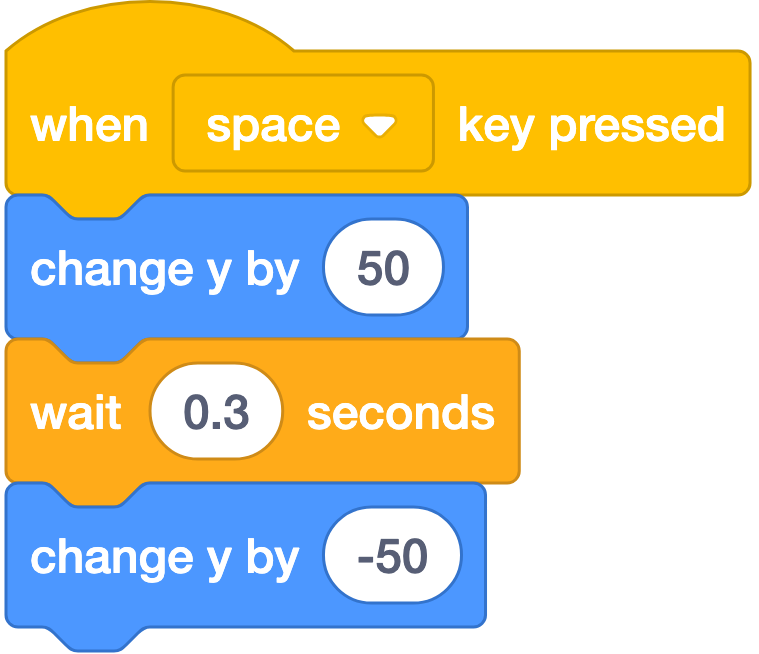 when space key pressed
change y by 50
wait 0.3 seconds
change y by -50